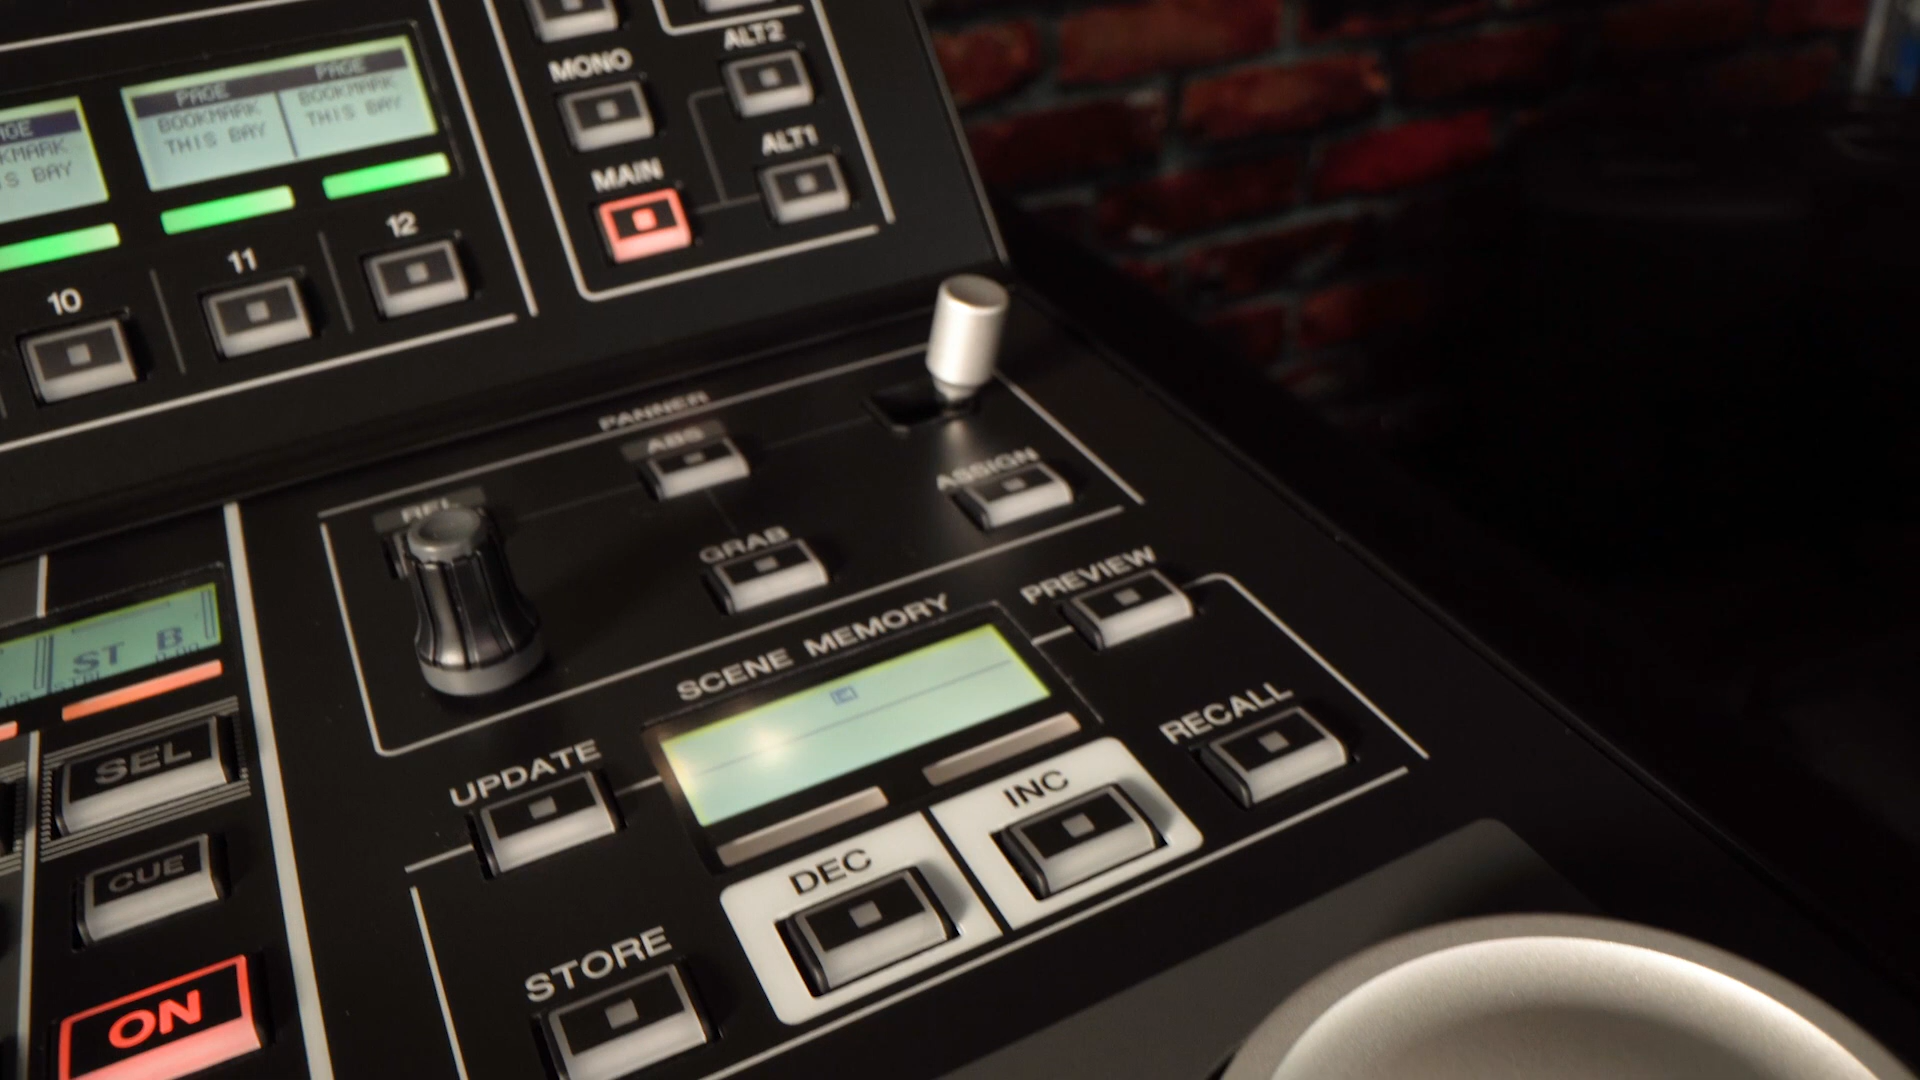 MONO
ALT2
PAGE
PAGE
BOOKMARK
THIS BAY
BOOKMARK
THIS BAY
MAIN
ALT1
10
11
12
PANNER
ABS
REL
ASSIGN
GRAB
PREVIEW
SCENE MEMORY
ST B
UPDATE
RECALL
SEL
INC
DEC
CUE
STORE
ON